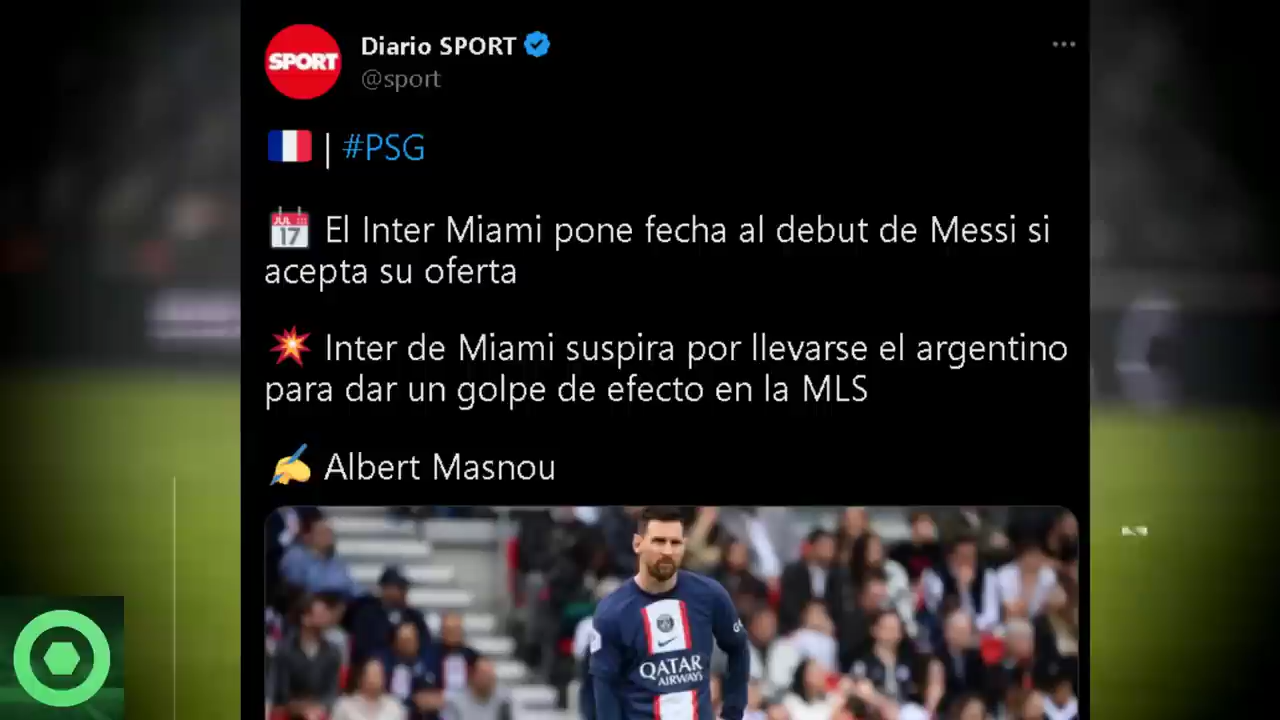 SPORT
Diario SPORT
@sport
| #PSG
JUL 17
El Inter Miami pone fecha al debut de Messi si
acepta su oferta
Inter de Miami suspira por llevarse el argentino
para dar un golpe de efecto en la MLS
Albert Masnou
QATAR
AIRWAYS